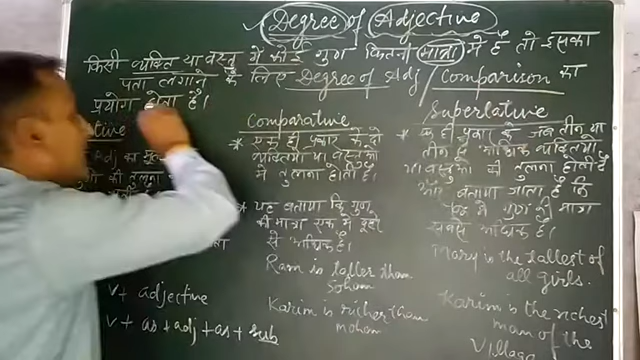 Degree of Adjective
किसी व्यक्ति या वस्तु में कोई गुण कितनी मात्रा में है तो इसका
पता लगाने के लिए Degree of Adj / Comparison का
प्रयोग होता है।
Comparative
* एक ही प्रकार के दो
व्यक्तियों या वस्तुओं
में तुलना होती है।
* यह बताया कि गुण
की मात्रा एक में दूसरे
से अधिक है।
Ram is taller than
Soham
Karim is richer than
mohan
Superlative
* एक ही प्रकार के जब तीन या
तीन से अधिक व्यक्तियों
या वस्तुओं की तुलना होती है
और बताया जाता है कि
एक में गुण की मात्रा
सबसे अधिक है।
Mary is the tallest of
all girls.
Karim is the richest
man of the
Village
V + adjective
V + as + adj + as + sub